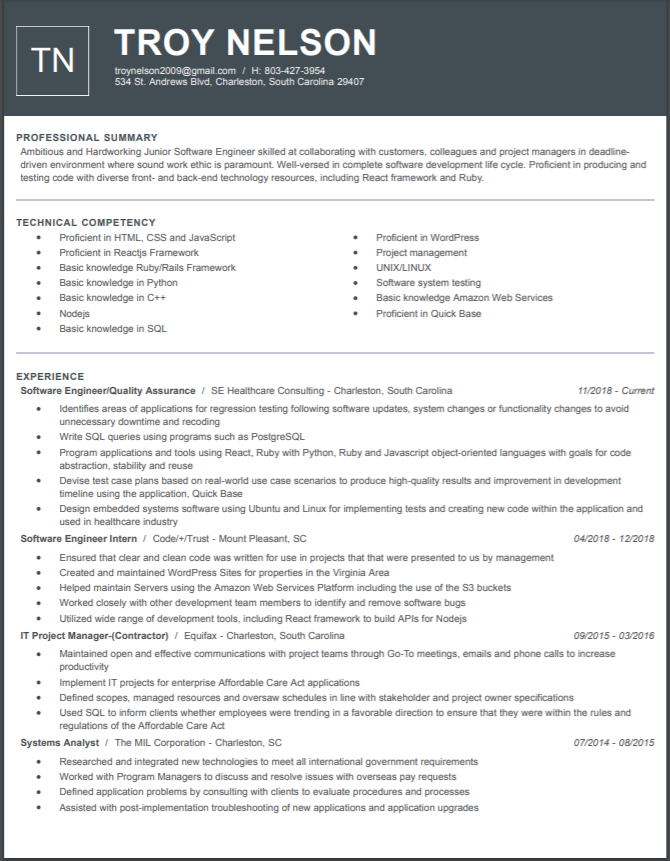 TN
TROY NELSON
troynelson2009@gmail.com / H: 803-427-3954
534 St. Andrews Blvd, Charleston, South Carolina 29407
PROFESSIONAL SUMMARY
Ambitious and Hardworking Junior Software Engineer skilled at collaborating with customers, colleagues and project managers in deadline-
driven environment where sound work ethic is paramount. Well-versed in complete software development life cycle. Proficient in producing and
testing code with diverse front- and back-end technology resources, including React framework and Ruby.
TECHNICAL COMPETENCY
• Proficient in HTML, CSS and JavaScript
• Proficient in Reactjs Framework
• Basic knowledge Ruby/Rails Framework
• Basic knowledge in Python
• Basic knowledge in C++
• Nodejs
• Basic knowledge in SQL
• Proficient in WordPress
• Project management
• UNIX/LINUX
• Software system testing
• Basic knowledge Amazon Web Services
• Proficient in Quick Base
EXPERIENCE
Software Engineer/Quality Assurance / SE Healthcare Consulting - Charleston, South Carolina 11/2018 - Current
• Identifies areas of applications for regression testing following software updates, system changes or functionality changes to avoid
unnecessary downtime and recoding
• Write SQL queries using programs such as PostgreSQL
• Program applications and tools using React, Ruby with Python, Ruby and Javascript object-oriented languages with goals for code
abstraction, stability and reuse
• Devise test case plans based on real-world use case scenarios to produce high-quality results and improvement in development
timeline using the application, Quick Base
• Design embedded systems software using Ubuntu and Linux for implementing tests and creating new code within the application and
used in healthcare industry
Software Engineer Intern / Code/+/Trust - Mount Pleasant, SC 04/2018 - 12/2018
• Ensured that clear and clean code was written for use in projects that that were presented to us by management
• Created and maintained WordPress Sites for properties in the Virginia Area
• Helped maintain Servers using the Amazon Web Services Platform including the use of the S3 buckets
• Worked closely with other development team members to identify and remove software bugs
• Utilized wide range of development tools, including React framework to build APIs for Nodejs
IT Project Manager-(Contractor) / Equifax - Charleston, South Carolina 09/2015 - 03/2016
• Maintained open and effective communications with project teams through Go-To meetings, emails and phone calls to increase
productivity
• Implement IT projects for enterprise Affordable Care Act applications
• Defined scopes, managed resources and oversaw schedules in line with stakeholder and project owner specifications
• Used SQL to inform clients whether employees were trending in a favorable direction to ensure that they were within the rules and
regulations of the Affordable Care Act
Systems Analyst / The MIL Corporation - Charleston, SC 07/2014 - 08/2015
• Researched and integrated new technologies to meet all international government requirements
• Worked with Program Managers to discuss and resolve issues with overseas pay requests
• Defined application problems by consulting with clients to evaluate procedures and processes
• Assisted with post-implementation troubleshooting of new applications and application upgrades